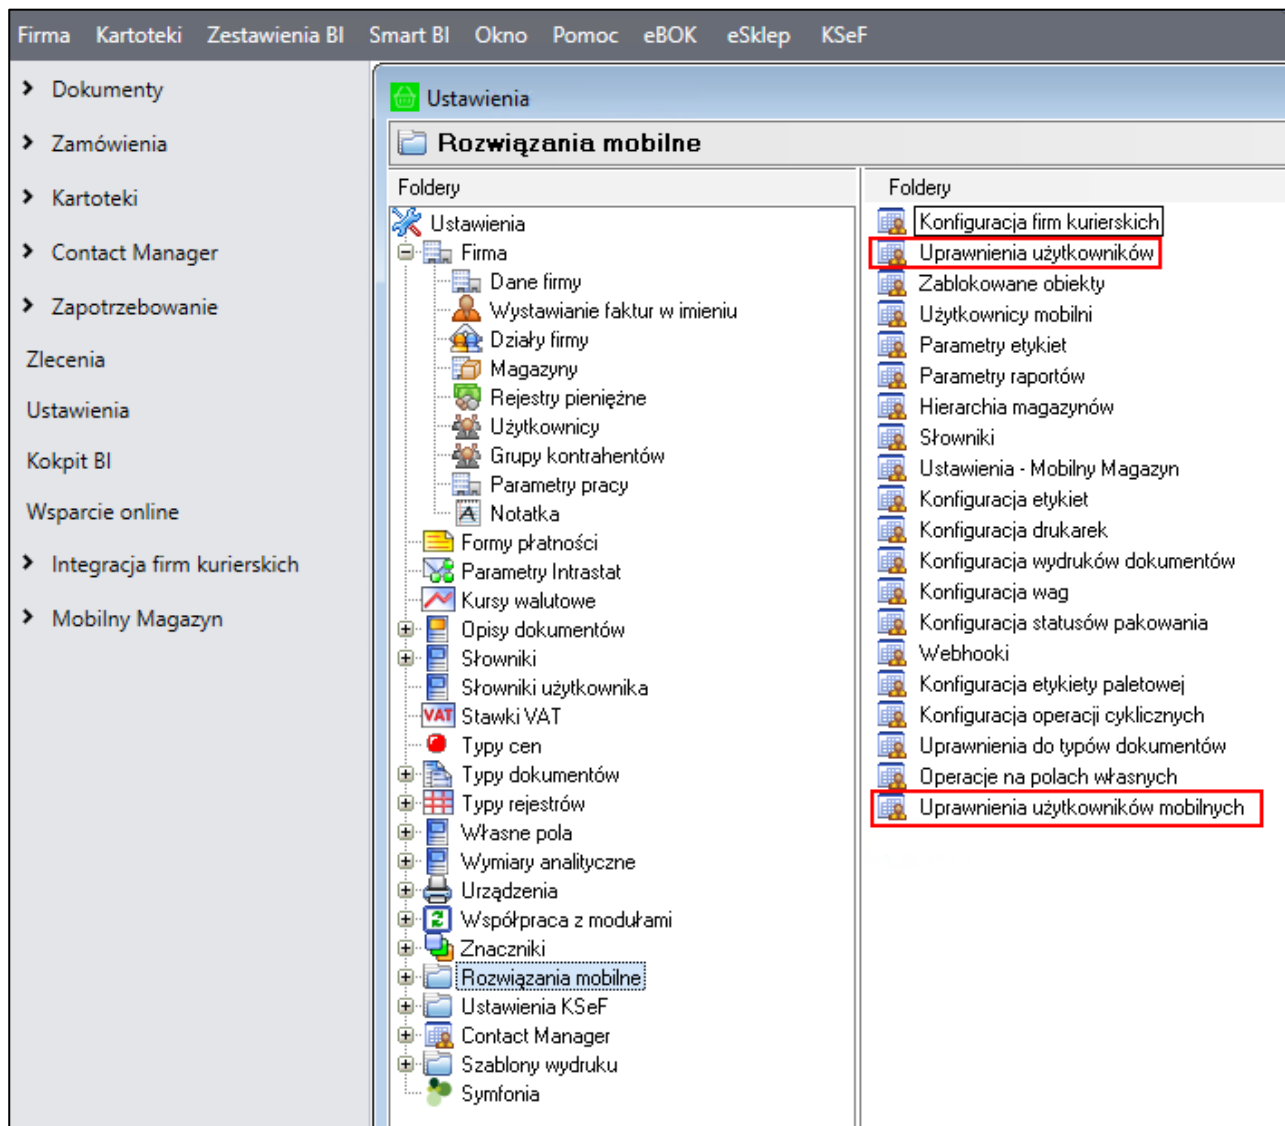 Firma Kartoteki Zestawienia BI Smart BI Okno Pomoc eBOK eSklep KSeF
Dokumenty
Zamówienia
Kartoteki
Contact Manager
Zapotrzebowanie
Zlecenia
Ustawienia
Kokpit BI
Wsparcie online
Integracja firm kurierskich
Mobilny Magazyn
Ustawienia
Rozwiązania mobilne
Foldery
Ustawienia
Firma
Dane firmy
Wystawianie faktur w imieniu
Działy firmy
Magazyny
Rejestry pieniężne
Użytkownicy
Grupy kontrahentów
Parametry pracy
Notatka
Formy płatności
Parametry Intrastat
Kursy walutowe
Opisy dokumentów
Słowniki
Słowniki użytkownika
VAT Stawki VAT
Typy cen
Typy dokumentów
Typy rejestrów
Własne pola
Wymiary analityczne
Urządzenia
Współpraca z modułami
Znaczniki
Rozwiązania mobilne
Ustawienia KSeF
Contact Manager
Szablony wydruku
Symfonia
Foldery
Konfiguracja firm kurierskich
Uprawnienia użytkowników
Zablokowane obiekty
Użytkownicy mobilni
Parametry etykiet
Parametry raportów
Hierarchia magazynów
Słowniki
Ustawienia - Mobilny Magazyn
Konfiguracja etykiet
Konfiguracja drukarek
Konfiguracja wydruków dokumentów
Konfiguracja wag
Konfiguracja statusów pakowania
Webhooki
Konfiguracja etykiety paletowej
Konfiguracja operacji cyklicznych
Uprawnienia do typów dokumentów
Operacje na polach własnych
Uprawnienia użytkowników mobilnych